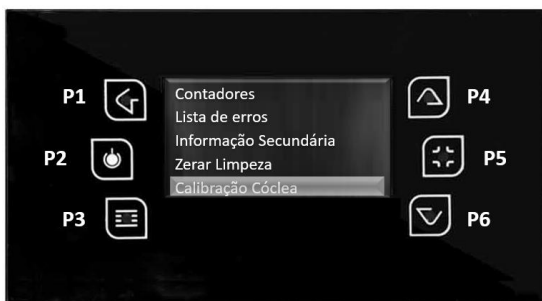 P1
P2
P3
Contadores
Lista de erros
Informação Secundária
Zerar Limpeza
Calibração Cóclea
P4
P5
P6